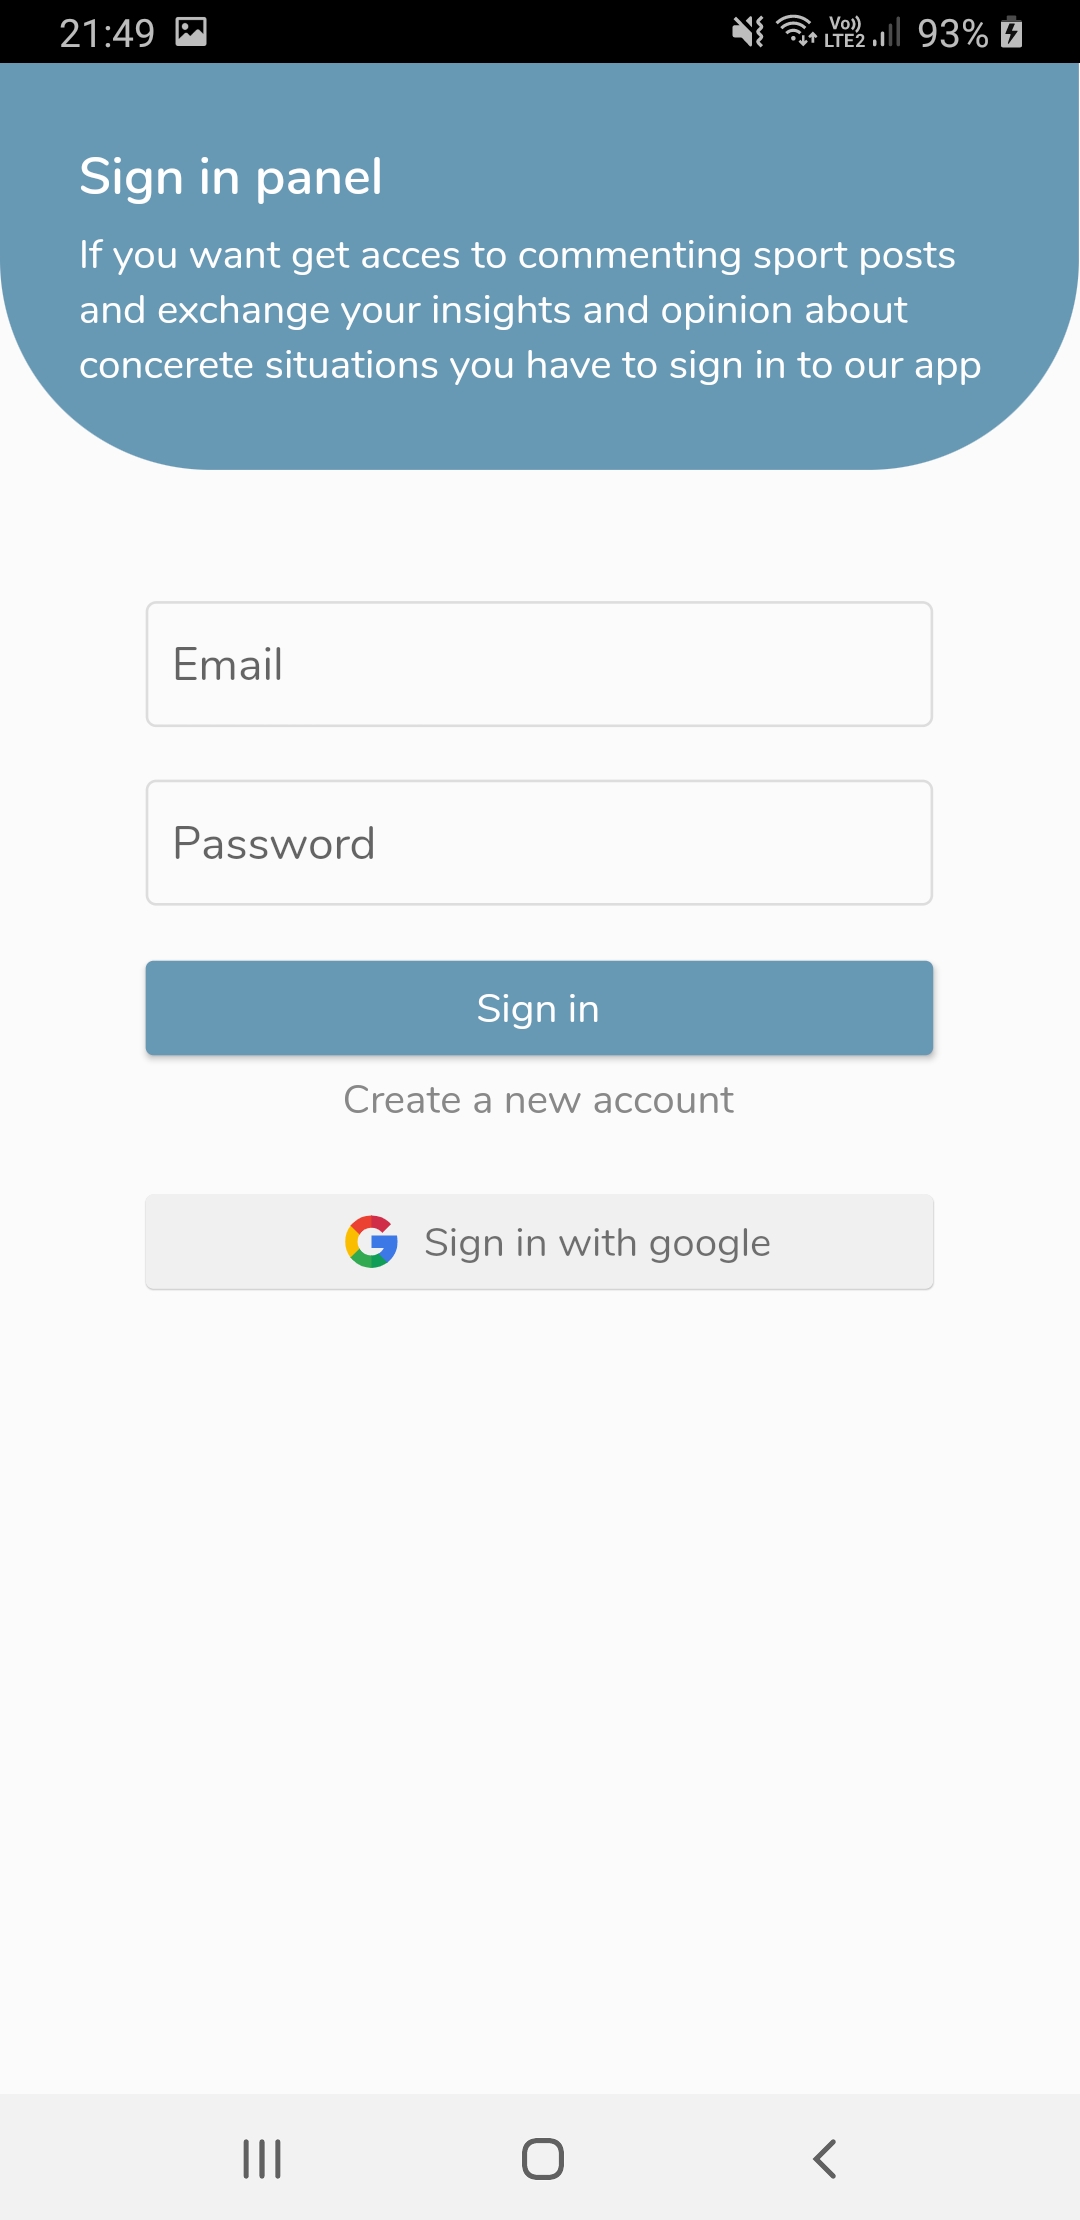 21:49 Vo)) LTE2 93%
Sign in panel
If you want get acces to commenting sport posts
and exchange your insights and opinion about
concerete situations you have to sign in to our app
Email
Password
Sign in
Create a new account
Sign in with google